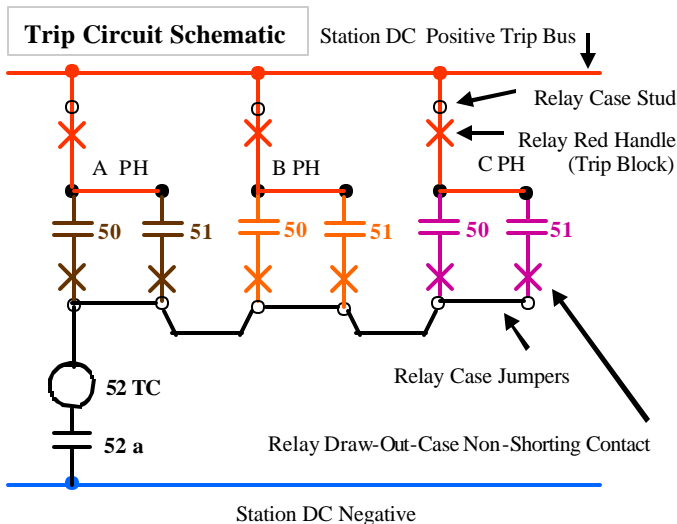 Trip Circuit Schematic
Station DC Positive Trip Bus
Relay Case Stud
Relay Red Handle
(Trip Block)
A PH
B PH
C PH
50
51
50
51
50
51
52 TC
Relay Case Jumpers
52 a
Relay Draw-Out-Case Non-Shorting Contact
Station DC Negative